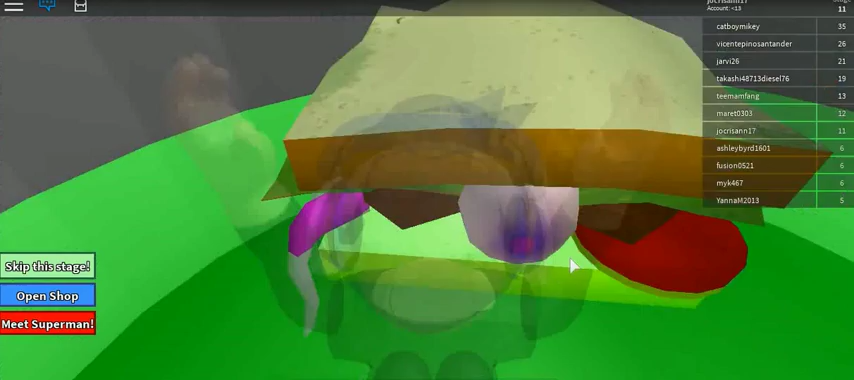 jocrisann17
Account: <13
Stage
11
catboymikey 35
vicentepinosantander 26
jarvi26 21
takashi48713diesel76 19
teemamfang 13
maret0303 12
jocrisann17 11
ashleybyrd1601 6
fusion0521 6
myk467 6
YannaM2013 5
Skip this stage!
Open Shop
Meet Superman!